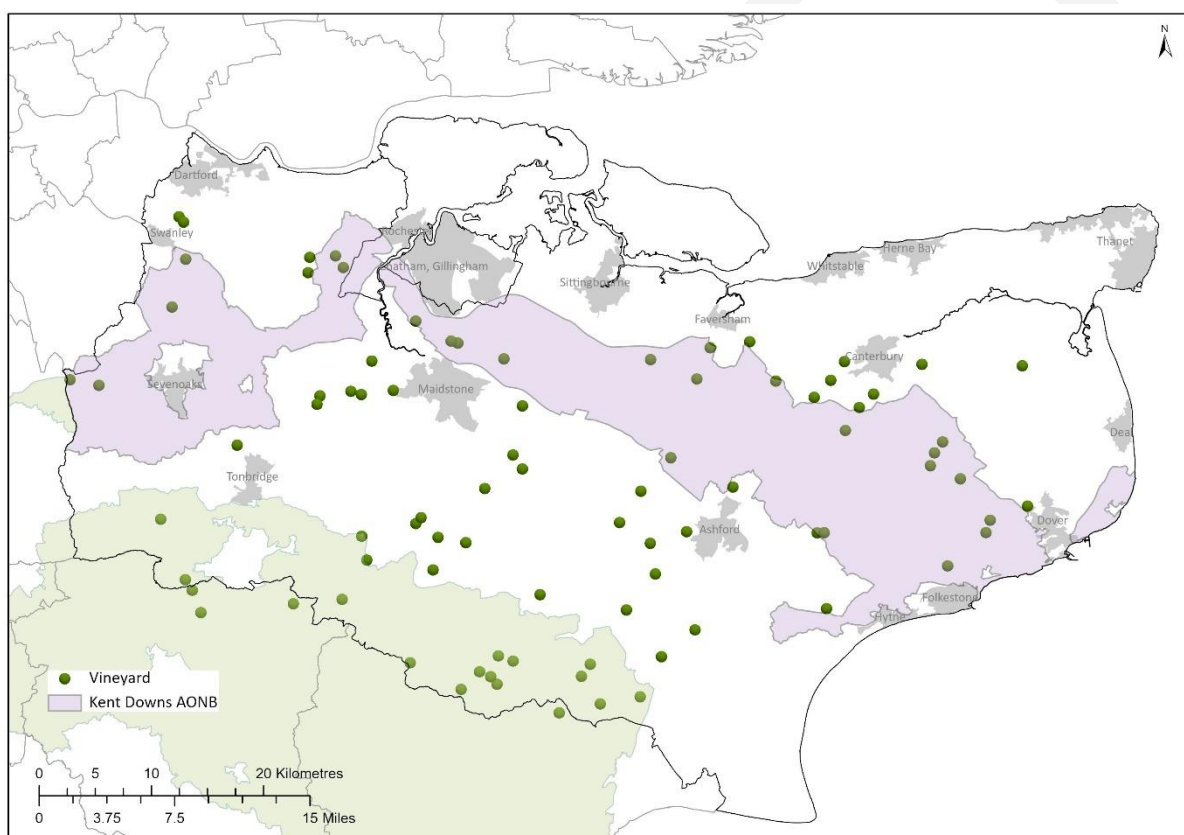 N
Dartford
Swanley
Rochester
Chatham, Gillingham
Sittingbourne
Whitstable
Herne Bay
Thanet
Faversham
Canterbury
Sevenoaks
Maidstone
Deal
Tonbridge
Ashford
Dover
Folkestone
Hythe
Vineyard
Kent Downs AONB
0 5 10 20 Kilometres
0 3.75 7.5 15 Miles